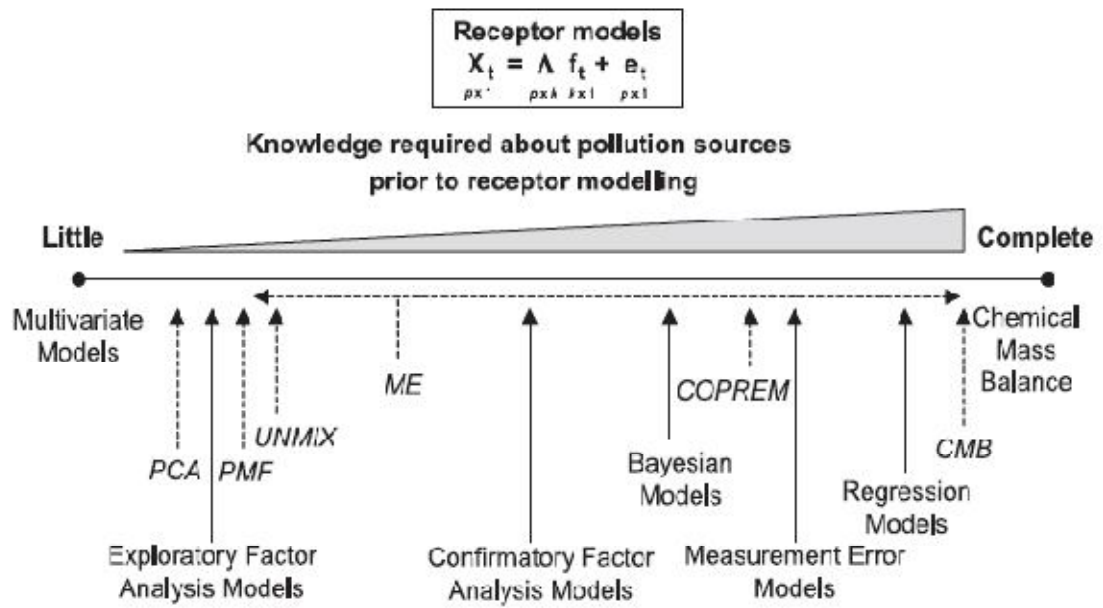 Receptor models
X_t = Λ f_t + e_t
p x k k x 1 p x 1
Knowledge required about pollution sources
prior to receptor modelling
Little
Complete
Multivariate
Models
Chemical
Mass
Balance
ME
COPREM
UNMIX
CMB
PCA
PMF
Bayesian
Models
Regression
Models
Exploratory Factor
Analysis Models
Confirmatory Factor
Analysis Models
Measurement Error
Models